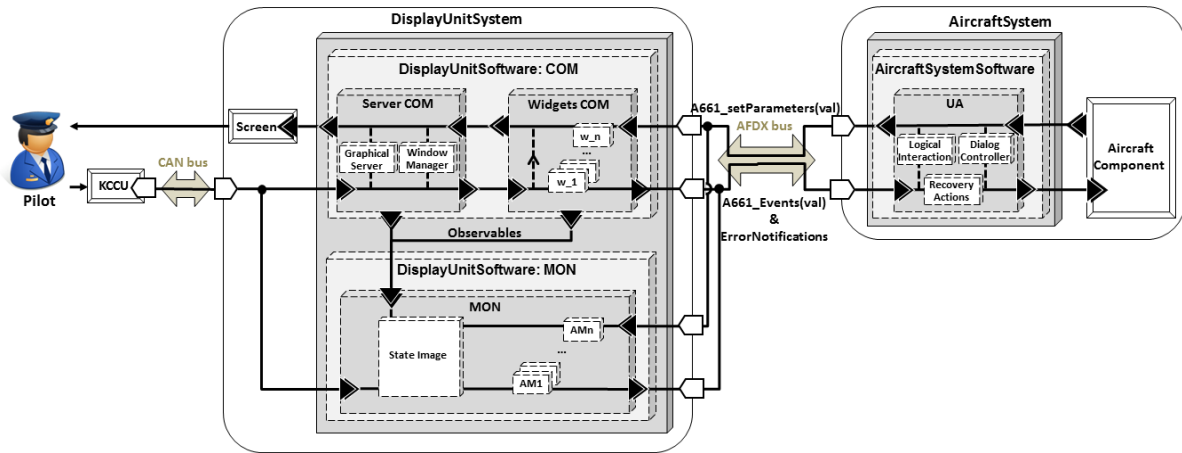 DisplayUnitSystem
AircraftSystem
DisplayUnitSoftware: COM
AircraftSystemSoftware
Server COM
Widgets COM
UA
A661_setParameters(val)
AFDX bus
Screen
w_n
...
w_1
Graphical
Server
Window
Manager
Logical
Interaction
Dialog
Controller
Recovery
Actions
Aircraft
Component
Pilot
KCCU
CAN bus
A661_Events(val)
&
ErrorNotifications
Observables
DisplayUnitSoftware: MON
MON
State Image
AMn
...
AM1